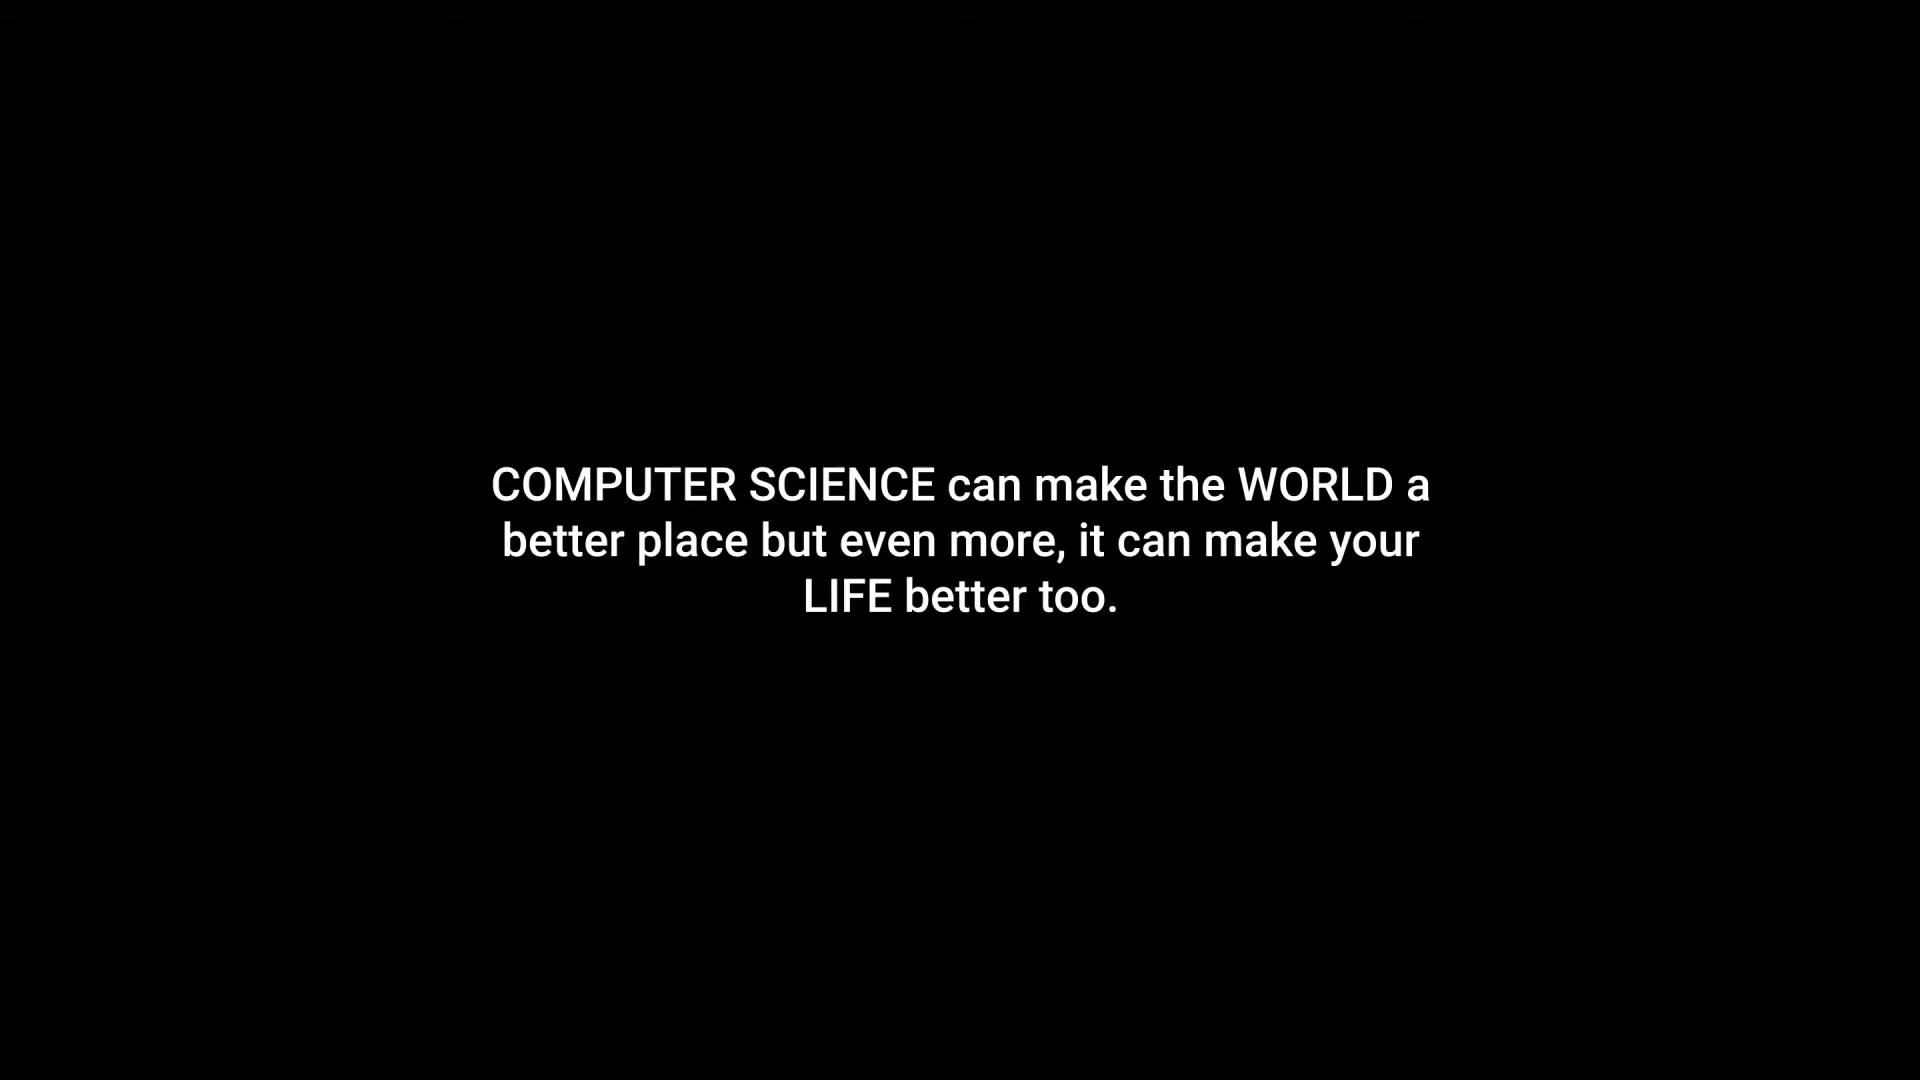 COMPUTER SCIENCE can make the WORLD a
better place but even more, it can make your
LIFE better too.